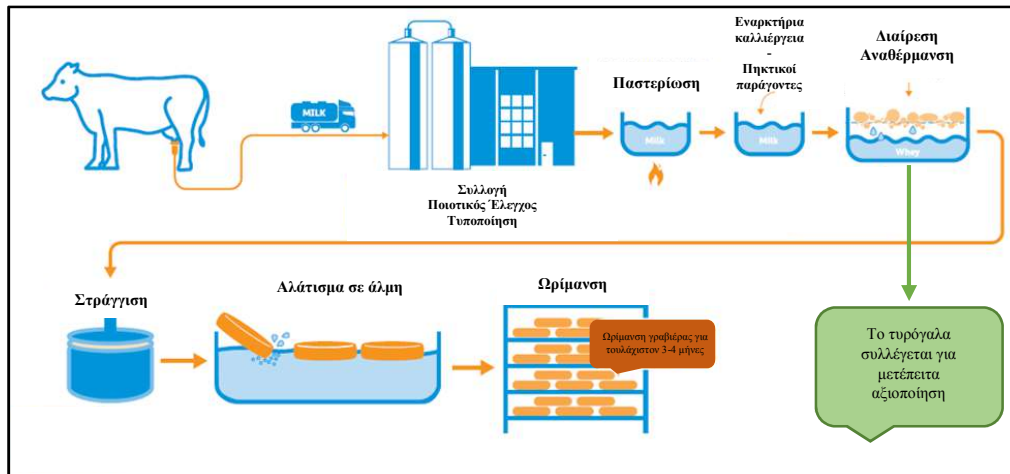 Εναρκτήρια
καλλιέργεια
-
Πηκτικοί
παράγοντες
Διαίρεση
Αναθέρμανση
Παστερίωση
MILK
Milk
Milk
Whey
Συλλογή
Ποιοτικός Έλεγχος
Τυποποίηση
Στράγγιση
Αλάτισμα σε άλμη
Ωρίμανση
Ωρίμανση γραβιέρας για
τουλάχιστον 3-4 μήνες
Το τυρόγαλα
συλλέγεται για
μετέπειτα
αξιοποίηση